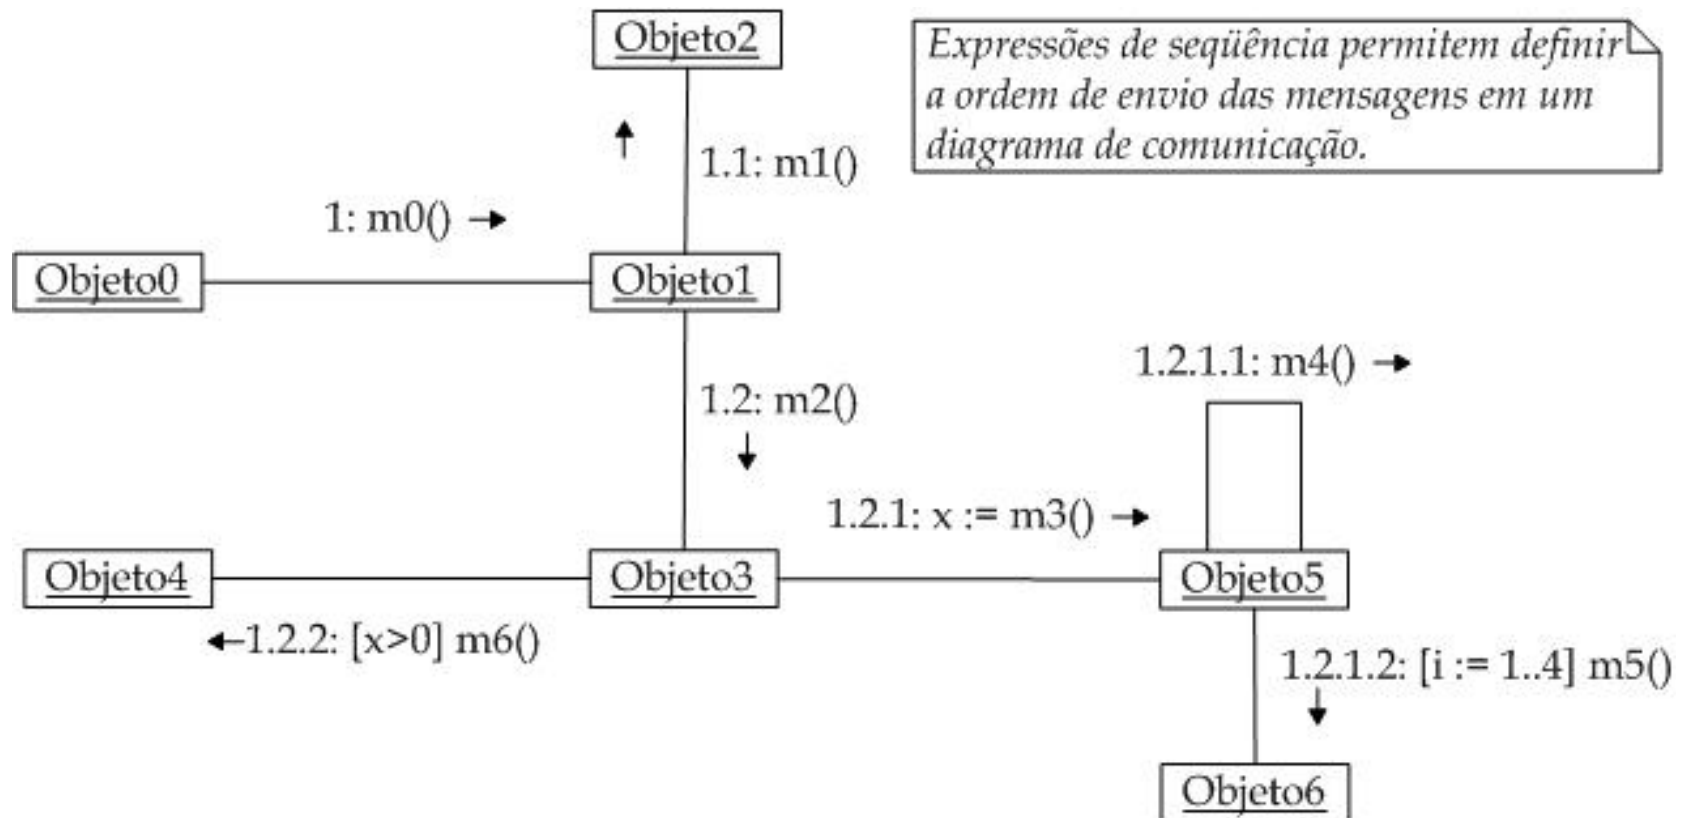 Objeto2
Expressões de seqüência permitem definir
a ordem de envio das mensagens em um
diagrama de comunicação.
1.1: m1()
1: m0()
Objeto0
Objeto1
1.2.1.1: m4()
1.2: m2()
1.2.1: x := m3()
Objeto4
Objeto3
Objeto5
1.2.2: [x>0] m6()
1.2.1.2: [i := 1..4] m5()
Objeto6